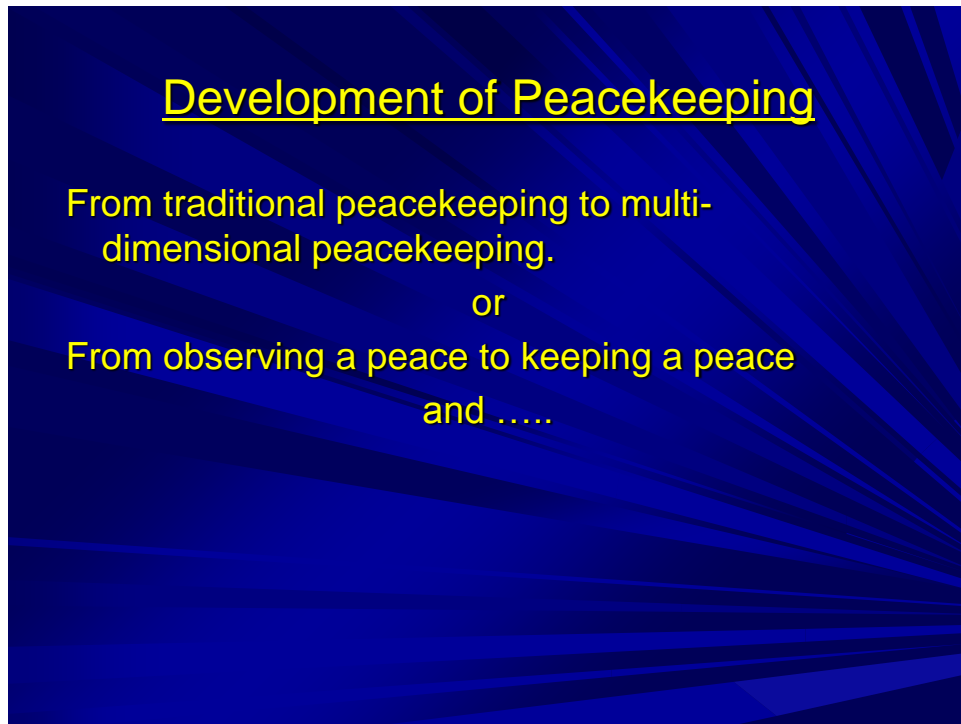 Development of Peacekeeping
From traditional peacekeeping to multi-
dimensional peacekeeping.
or
From observing a peace to keeping a peace
and …..